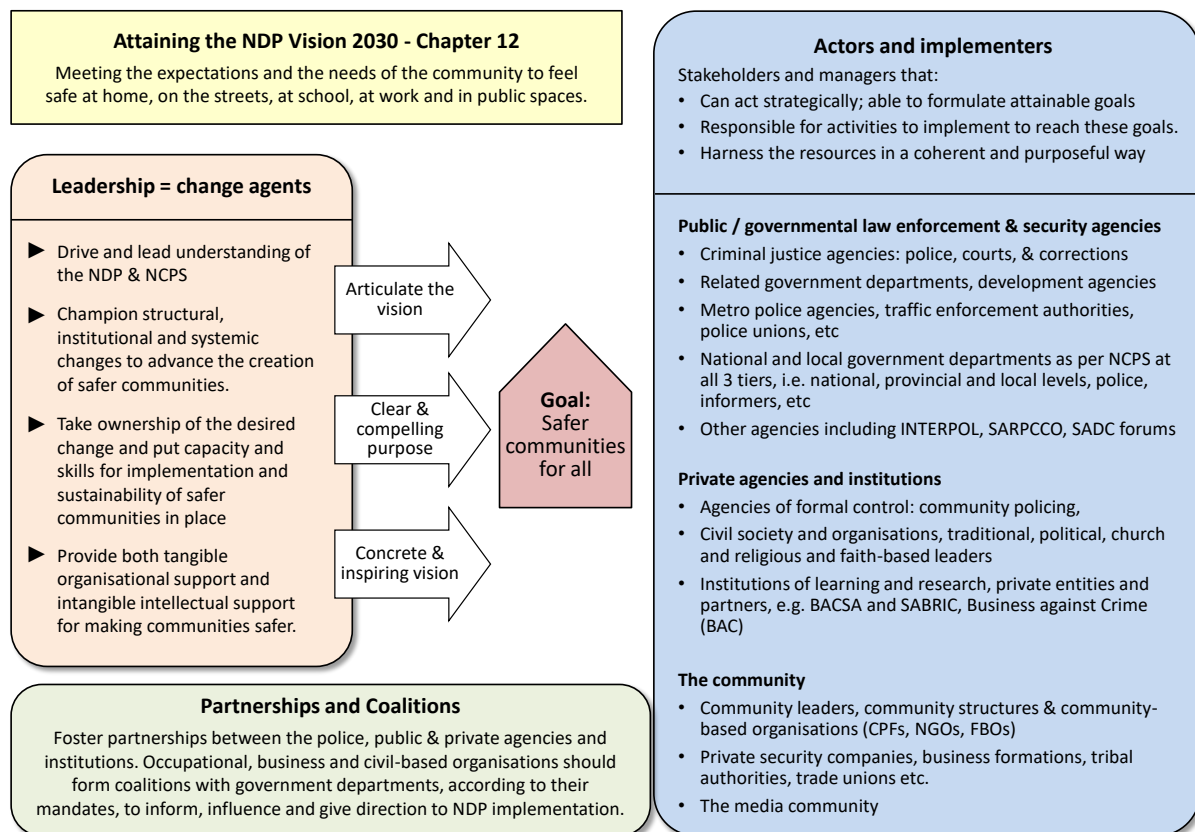 Attaining the NDP Vision 2030 - Chapter 12
Meeting the expectations and the needs of the community to feel
safe at home, on the streets, at school, at work and in public spaces.
Leadership = change agents
► Drive and lead understanding of
the NDP & NCPS
► Champion structural,
institutional and systemic
changes to advance the creation
of safer communities.
► Take ownership of the desired
change and put capacity and
skills for implementation and
sustainability of safer
communities in place
► Provide both tangible
organisational support and
intangible intellectual support
for making communities safer.
Articulate the
vision
Clear &
compelling
purpose
Concrete &
inspiring vision
Goal:
Safer
communities
for all
Partnerships and Coalitions
Foster partnerships between the police, public & private agencies and
institutions. Occupational, business and civil-based organisations should
form coalitions with government departments, according to their
mandates, to inform, influence and give direction to NDP implementation.
Actors and implementers
Stakeholders and managers that:
• Can act strategically; able to formulate attainable goals
• Responsible for activities to implement to reach these goals.
• Harness the resources in a coherent and purposeful way
Public / governmental law enforcement & security agencies
• Criminal justice agencies: police, courts, & corrections
• Related government departments, development agencies
• Metro police agencies, traffic enforcement authorities,
police unions, etc
• National and local government departments as per NCPS at
all 3 tiers, i.e. national, provincial and local levels, police,
informers, etc
• Other agencies including INTERPOL, SARPCCO, SADC forums
Private agencies and institutions
• Agencies of formal control: community policing,
• Civil society and organisations, traditional, political, church
and religious and faith-based leaders
• Institutions of learning and research, private entities and
partners, e.g. BACSA and SABRIC, Business against Crime
(BAC)
The community
• Community leaders, community structures & community-
based organisations (CPFs, NGOs, FBOs)
• Private security companies, business formations, tribal
authorities, trade unions etc.
• The media community